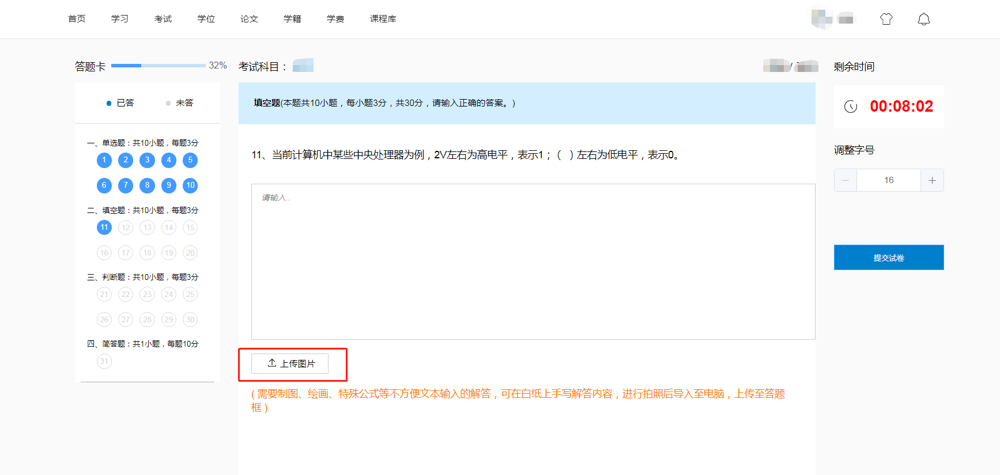 首页 学习 考试 学位 论文 学籍 学费 课程库
答题卡 32%
考试科目：
/
剩余时间
已答 未答
填空题(本题共10小题，每小题3分，共30分，请输入正确的答案。)
00:08:02
一、单选题：共10小题，每题3分
1 2 3 4 5
6 7 8 9 10
二、填空题：共10小题，每题3分
11 12 13 14 15
16 17 18 19 20
三、判断题：共10小题，每题3分
21 22 23 24 25
26 27 28 29 30
四、简答题：共1小题，每题10分
31
11、当前计算机中某些中央处理器为例，2V左右为高电平，表示1；（ ）左右为低电平，表示0。
请输入..
上传图片
( 需要制图、绘画、特殊公式等不方便文本输入的解答，可在白纸上手写解答内容，进行拍照后导入至电脑，上传至答题
框 )
调整字号
— 16 +
提交试卷